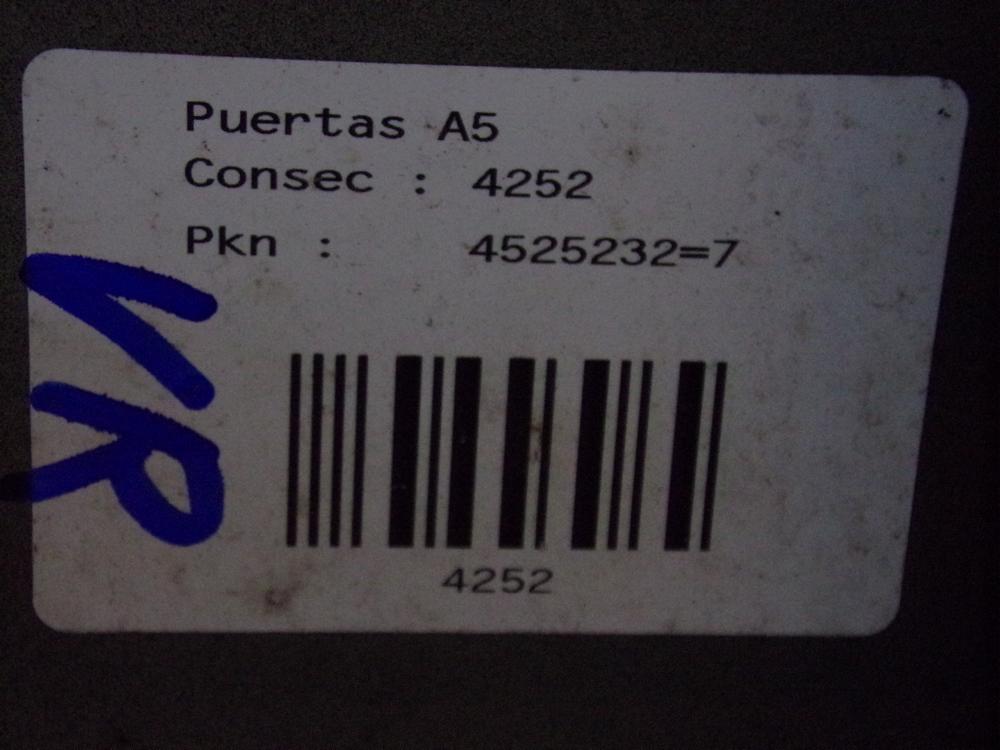 Puertas A5
Consec : 4252
Pkn : 4525232=7
VR
4252